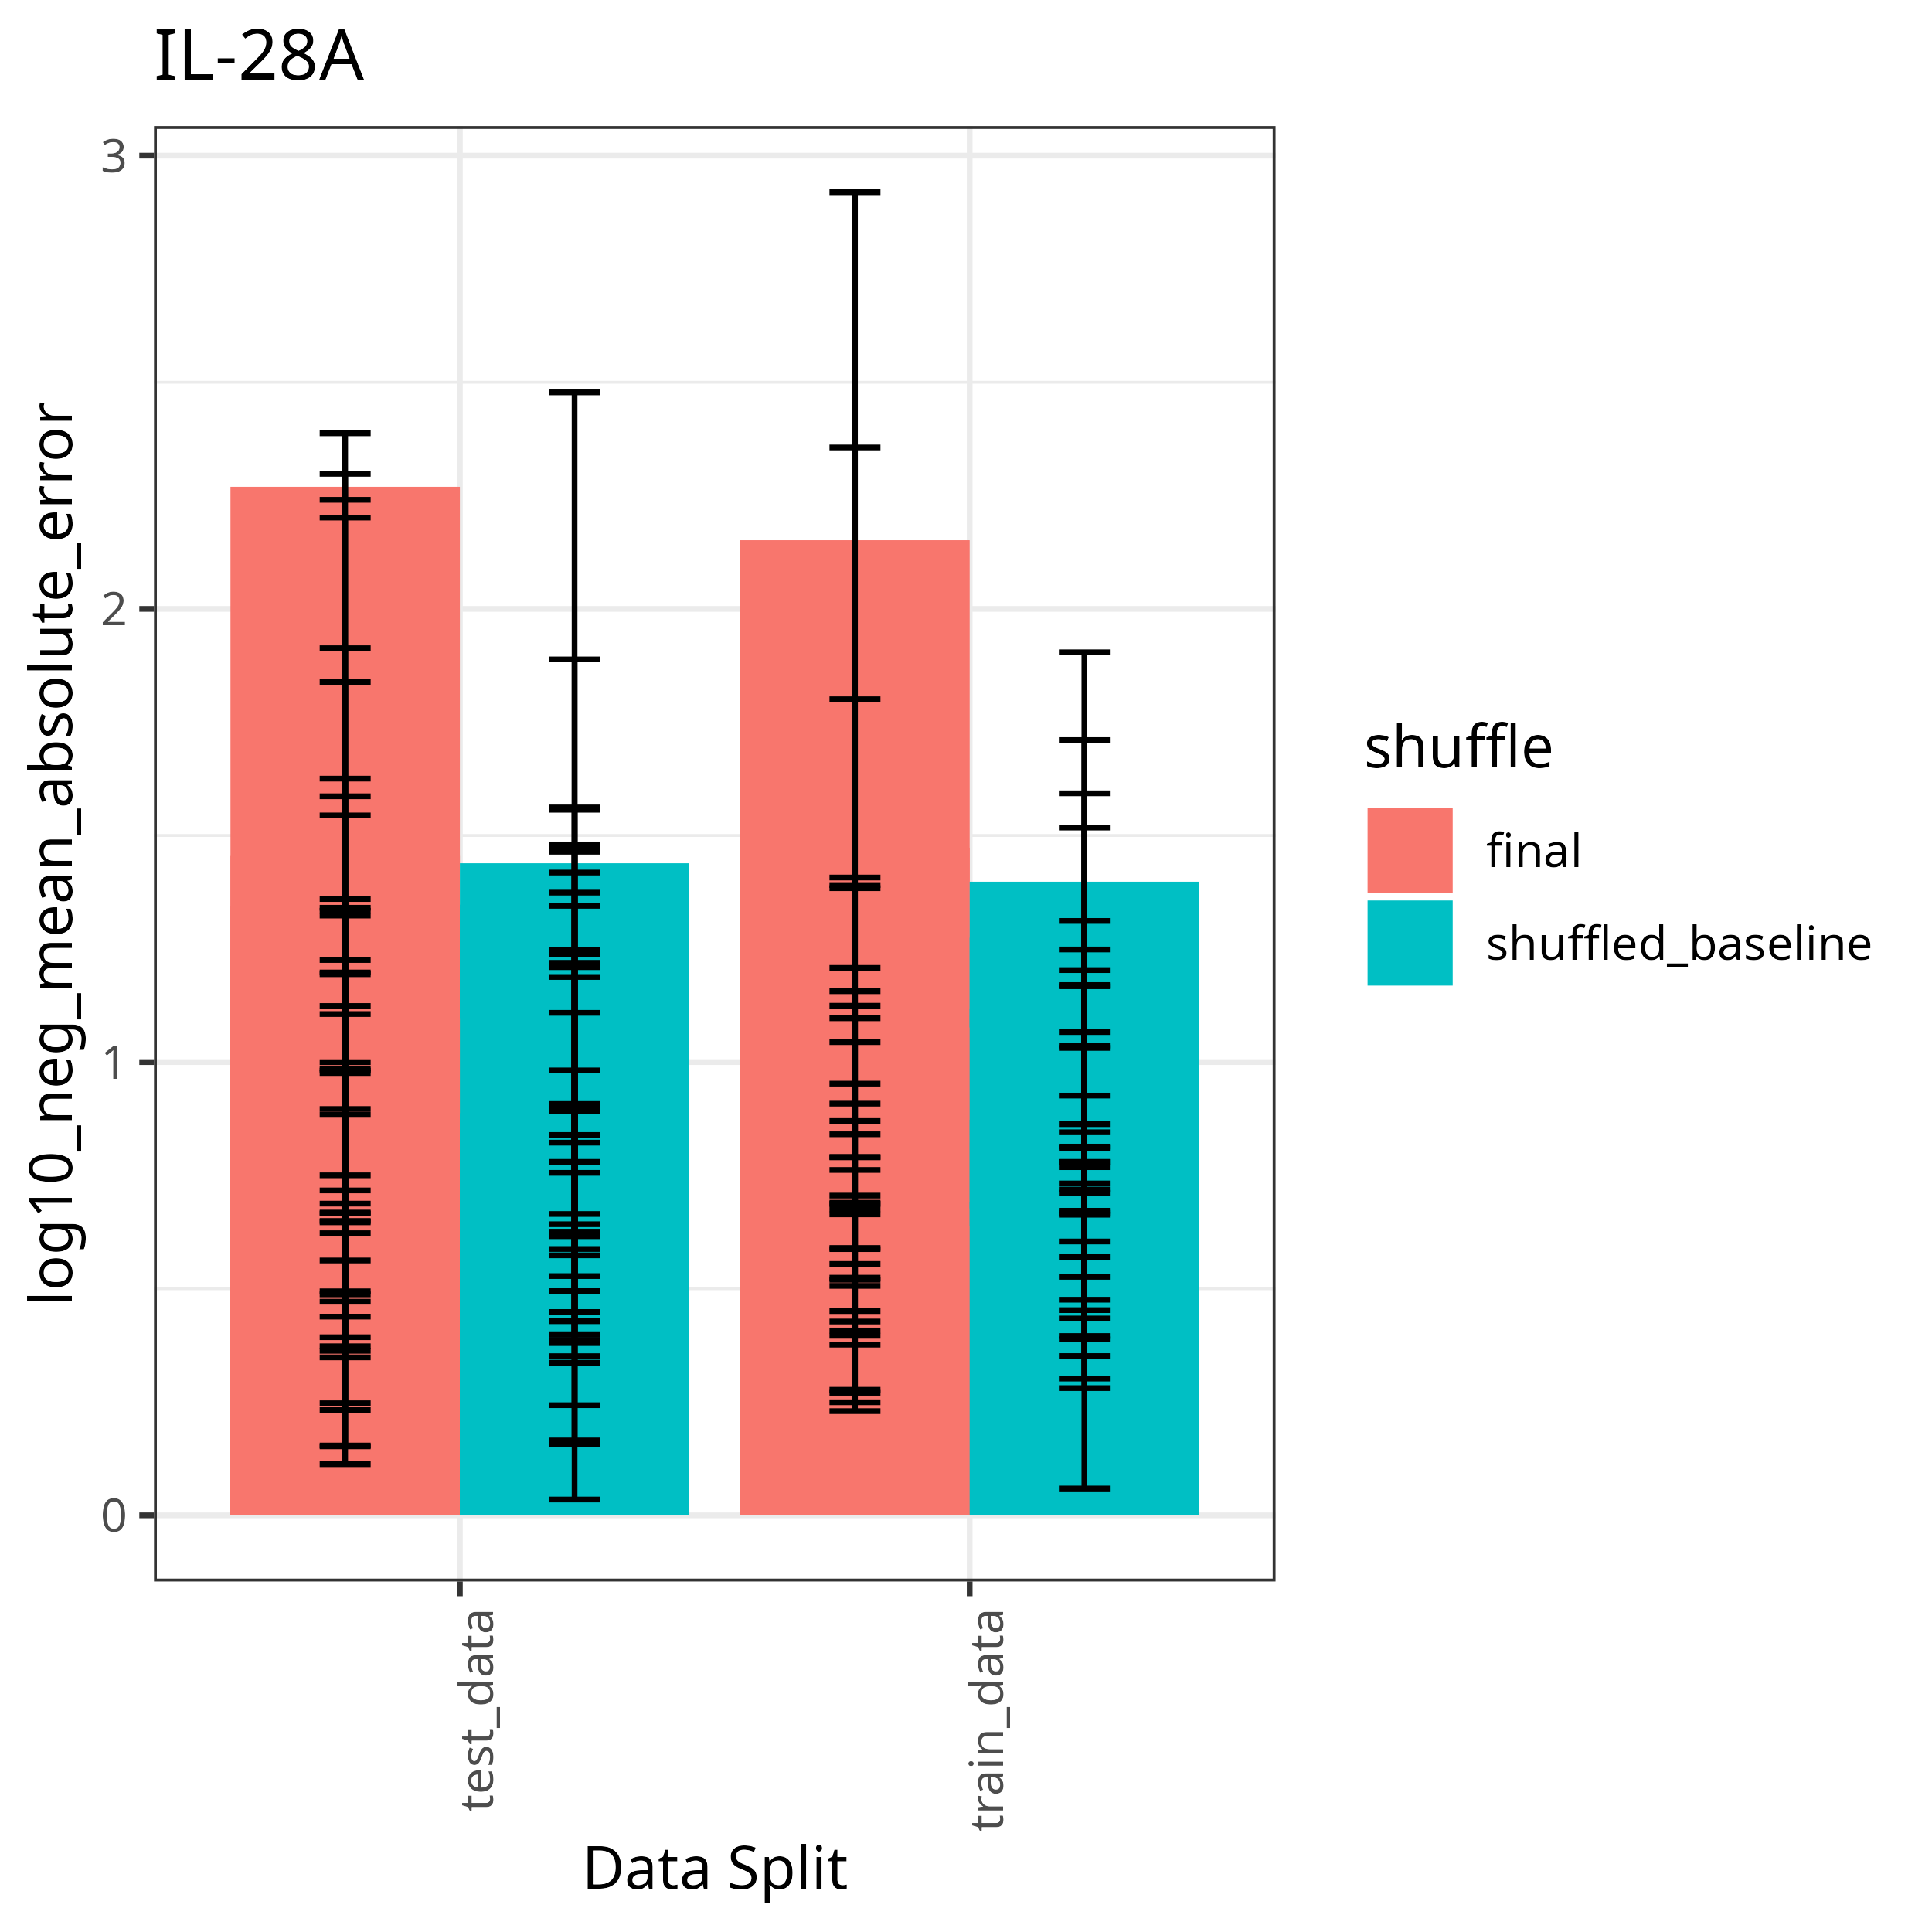 IL-28A
log10_neg_mean_absolute_error
3
2
1
0
test_data
train_data
Data Split
shuffle
final
shuffled_baseline